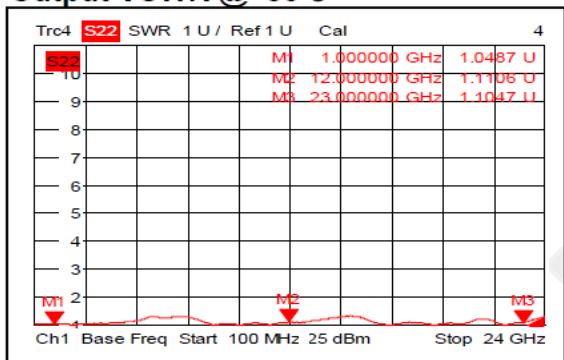 Trc4 S22 SWR 1 U / Ref 1 U Cal 4
S22
M1 1.000000 GHz 1.0487 U
10
M2 12.000000 GHz 1.1106 U
M3 23.000000 GHz 1.1047 U
9
8
7
6
5
4
3
2
M1 M2 M3
1
Ch1 Base Freq Start 100 MHz 25 dBm Stop 24 GHz